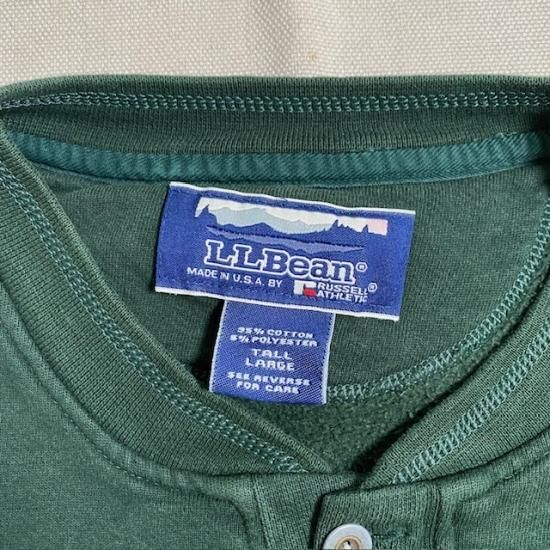 L.L.Bean®
MADE IN U.S.A. BY RUSSELL®
ATHLETIC
95% COTTON
5% POLYESTER
TALL
LARGE
SEE REVERSE
FOR CARE